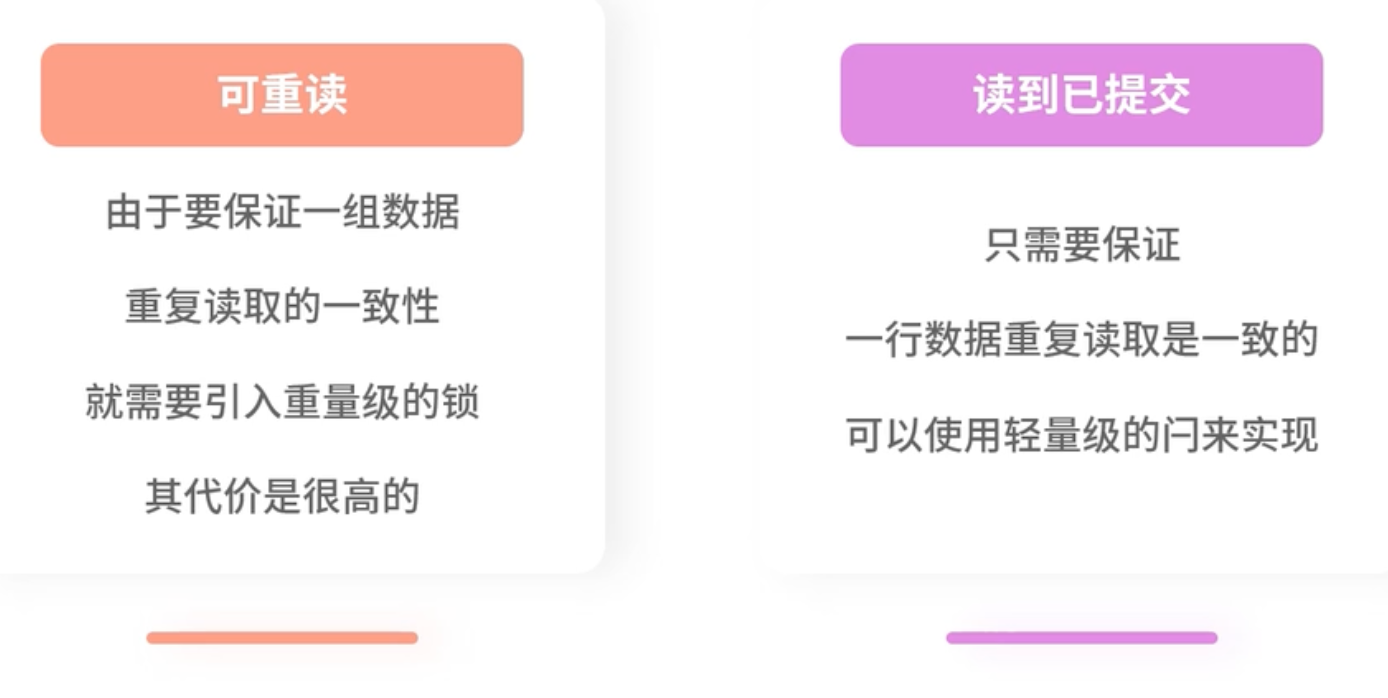 可重读
由于要保证一组数据
重复读取的一致性
就需要引入重量级的锁
其代价是很高的
读到已提交
只需要保证
一行数据重复读取是一致的
可以使用轻量级的闩来实现